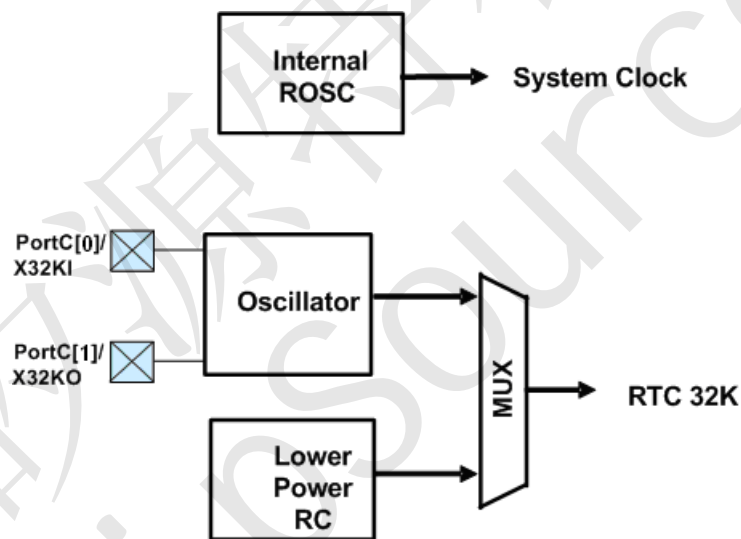 Internal
ROSC
System Clock
PortC[0]/
X32KI
Oscillator
PortC[1]/
X32KO
MUX
RTC 32K
Lower
Power
RC